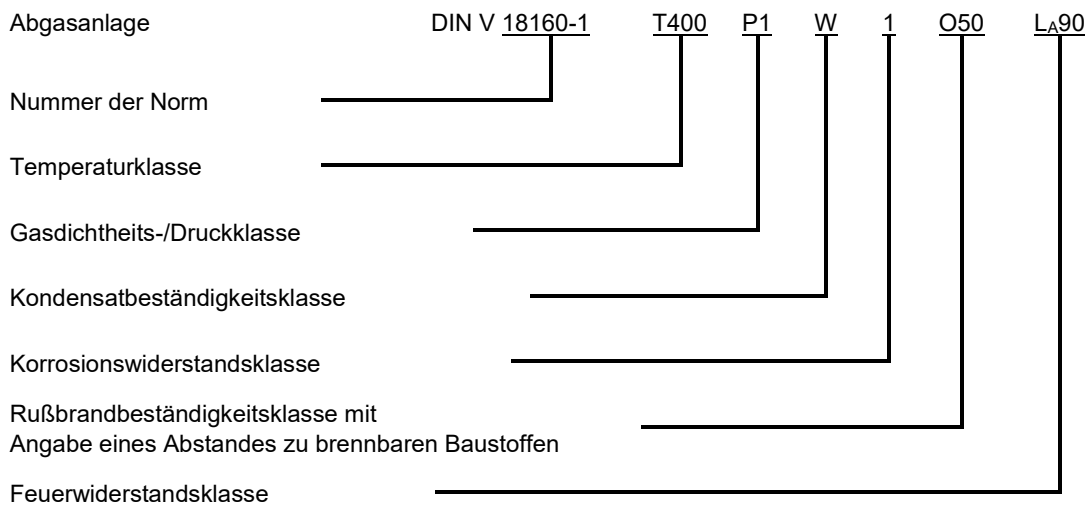 Abgasanlage DIN V 18160-1 T400 P1 W 1 O50 LA90
Nummer der Norm
Temperaturklasse
Gasdichtheits-/Druckklasse
Kondensatbeständigkeitsklasse
Korrosionswiderstandsklasse
Rußbrandbeständigkeitsklasse mit
Angabe eines Abstandes zu brennbaren Baustoffen
Feuerwiderstandsklasse